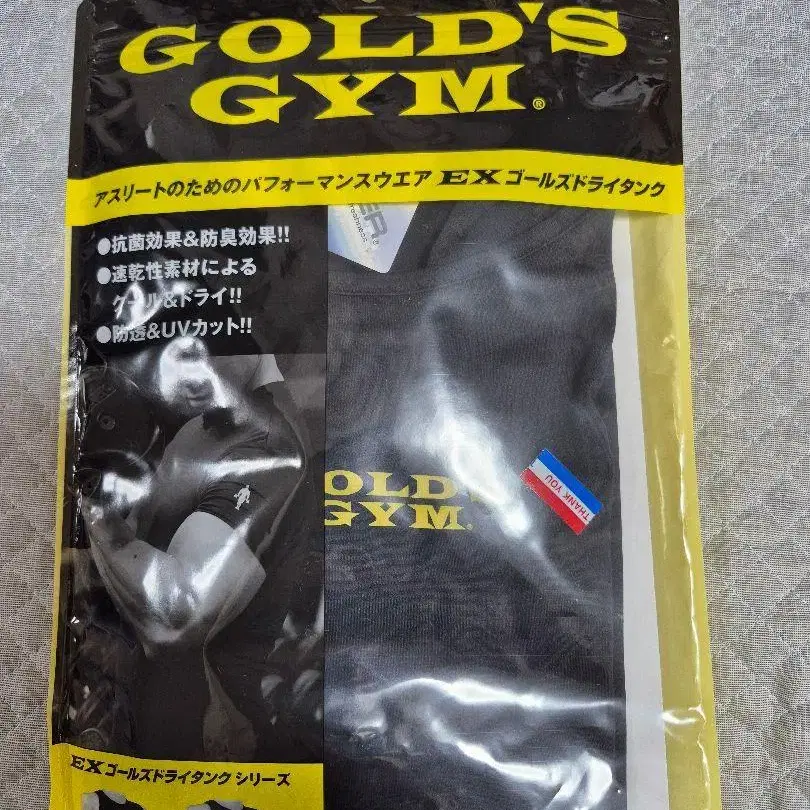 GOLD'S
GYM®
アスリートのためのパフォーマンスウエア EX ゴールズドライタンク
●抗菌効果&防臭効果!!
●速乾性素材による
クール&ドライ!!
●防透&UVカット!!
OLD'S
GYM®
THANK YOU
EXゴールズドライタンク シリーズ